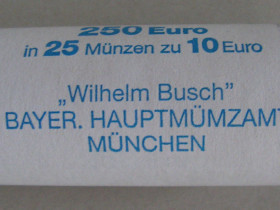 250 Euro
in 25 Münzen zu 10 Euro
„Wilhelm Busch”
BAYER. HAUPTMÜMZAMT
MÜNCHEN